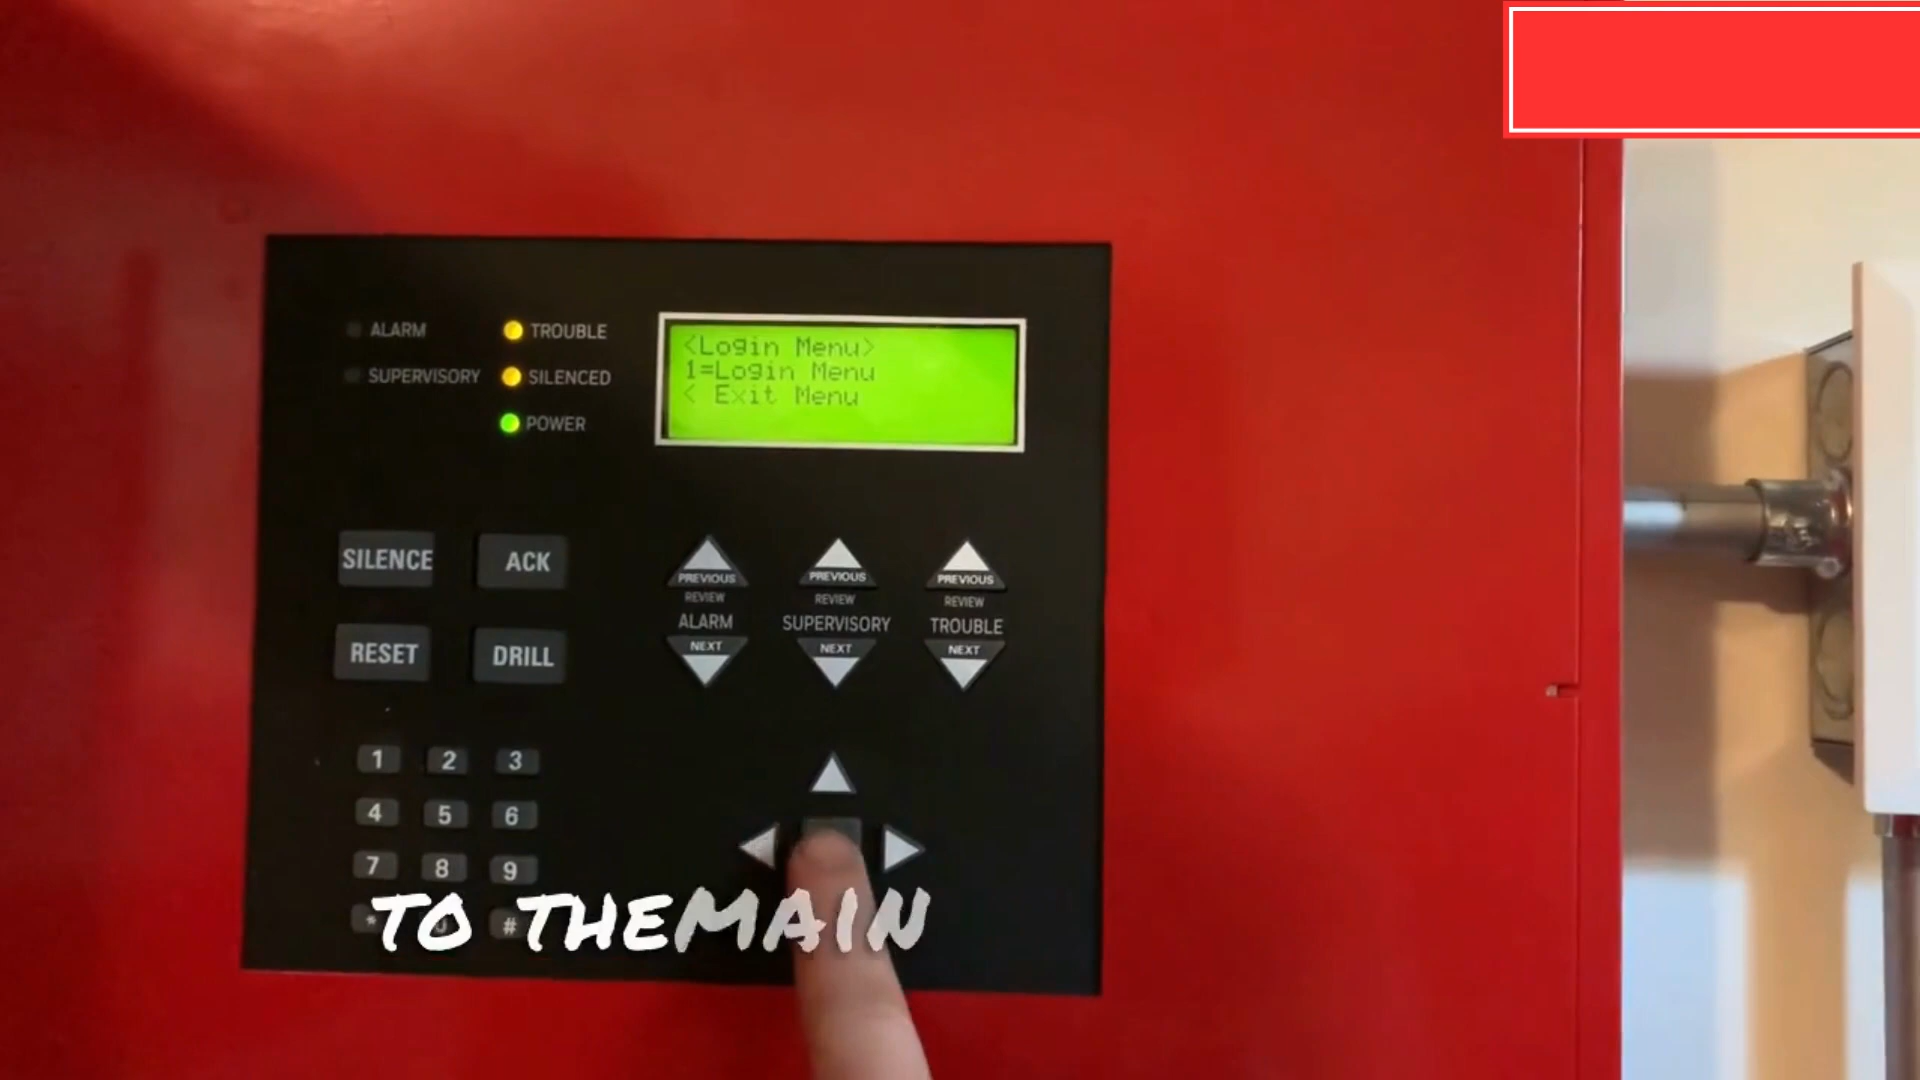 ALARM
TROUBLE
SUPERVISORY
SILENCED
POWER
<Login Menu>
1=Login Menu
< Exit Menu
SILENCE
ACK
RESET
DRILL
PREVIOUS
REVIEW
ALARM
NEXT
PREVIOUS
REVIEW
SUPERVISORY
NEXT
PREVIOUS
REVIEW
TROUBLE
NEXT
1 2 3
4 5 6
7 8 9
* #
TO THE MAIN